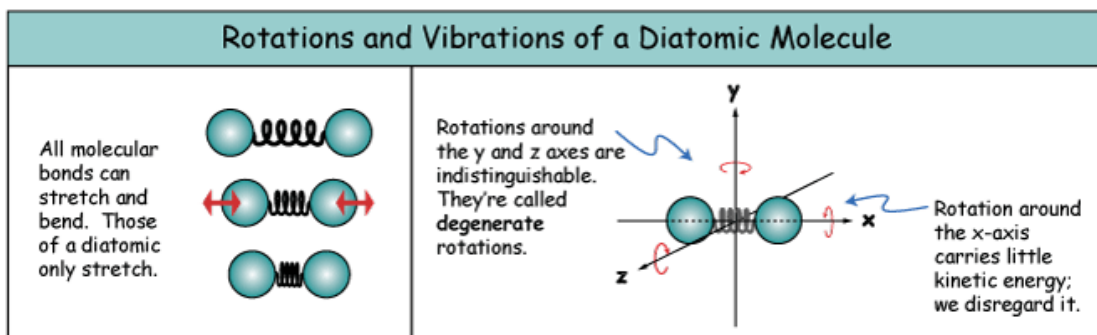 Rotations and Vibrations of a Diatomic Molecule
All molecular
bonds can
stretch and
bend. Those
of a diatomic
only stretch.
Rotations around
the y and z axes are
indistinguishable.
They're called
degenerate
rotations.
y
x
z
Rotation around
the x-axis
carries little
kinetic energy;
we disregard it.